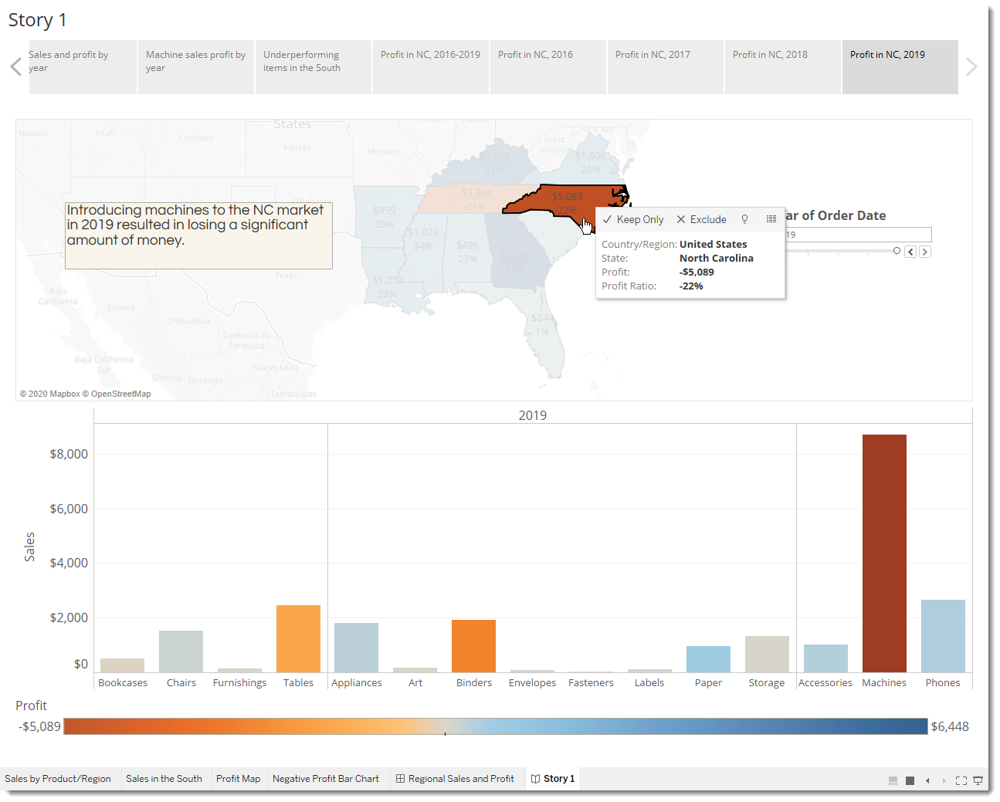 Story 1
Sales and profit by
year
Machine sales profit by
year
Underperforming
items in the South
Profit in NC, 2016-2019
Profit in NC, 2016
Profit in NC, 2017
Profit in NC, 2018
Profit in NC, 2019
States
Nevada
Utah
Colorado
Kansas
Missouri
Illinois
Indiana
West
Virginia
MD
DE
$4,752
31%
$1,806
24%
-$3,304
-21%
-$5,089
-22%
Oklahoma
$959
35%
$1,029
34%
$496
27%
$1,213
22%
$244
1%
Texas
Introducing machines to the NC market
in 2019 resulted in losing a significant
amount of money.
Keep Only
Exclude
Country/Region: United States
State: North Carolina
Profit: -$5,089
Profit Ratio: -22%
ar of Order Date
19
Baja
California
Sonora
Chihuahua
Coahuila de
Zaragoza
Baja California
Sur
Sinaloa
Durango
Nuevo León
Tamaulipas
© 2020 Mapbox © OpenStreetMap
2019
Sales
$8,000
$6,000
$4,000
$2,000
$0
Bookcases
Chairs
Furnishings
Tables
Appliances
Art
Binders
Envelopes
Fasteners
Labels
Paper
Storage
Accessories
Machines
Phones
Profit
-$5,089
$6,448
Sales by Product/Region
Sales in the South
Profit Map
Negative Profit Bar Chart
Regional Sales and Profit
Story 1